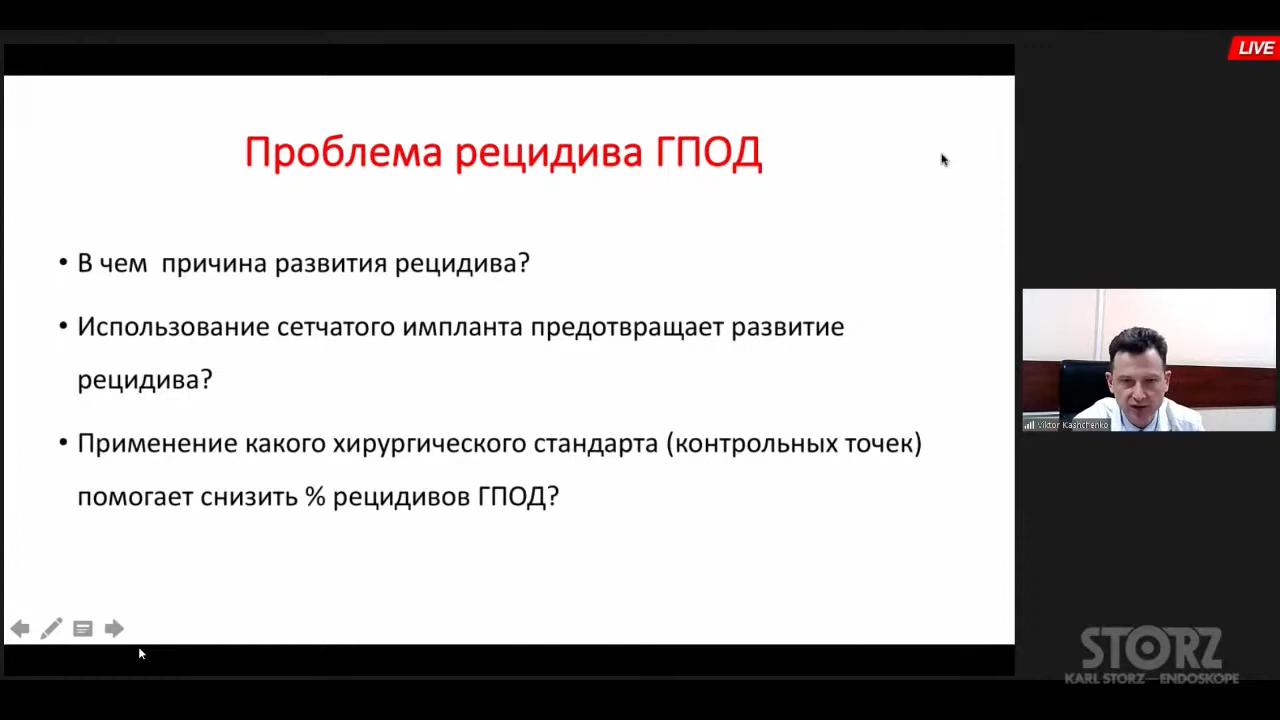 LIVE
Проблема рецидива ГПОД
• В чем причина развития рецидива?
• Использование сетчатого импланта предотвращает развитие
рецидива?
• Применение какого хирургического стандарта (контрольных точек)
помогает снизить % рецидивов ГПОД?
Viktor Kashchenko
STORZ
KARL STORZ—ENDOSKOPE